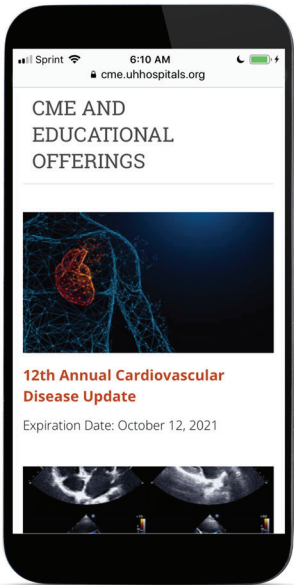 Sprint 6:10 AM
cme.uhhospitals.org
CME AND
EDUCATIONAL
OFFERINGS
12th Annual Cardiovascular
Disease Update
Expiration Date: October 12, 2021